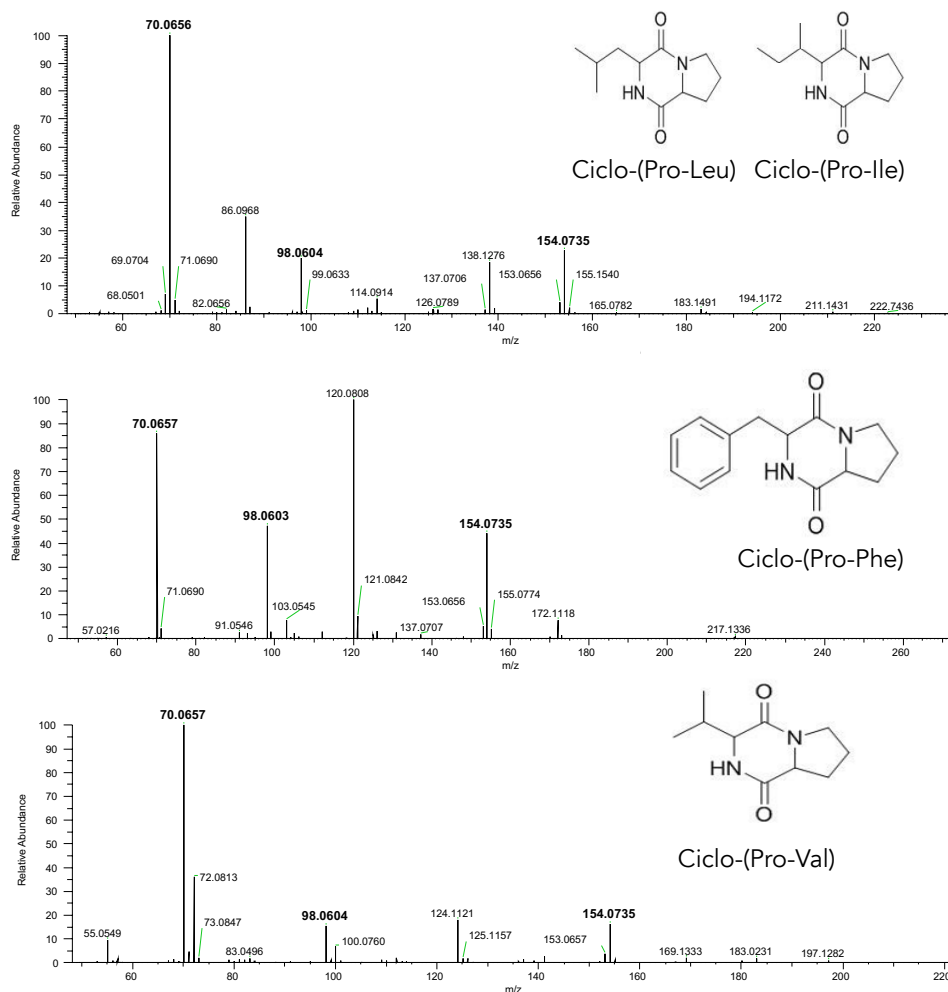 70.0656
100
90
80
70
60
50
40
30
20
10
0
Relative Abundance
86.0968
98.0604
154.0735
138.1276
69.0704
71.0690
99.0633
137.0706
153.0656
155.1540
68.0501
82.0656
114.0914
126.0789
165.0782
183.1491
194.1172
211.1431
222.7436
60 80 100 120 140 160 180 200 220
m/z
O
N
HN
O
O
N
HN
O
Ciclo-(Pro-Leu) Ciclo-(Pro-Ile)
120.0808
100
90
80
70
60
50
40
30
20
10
0
Relative Abundance
70.0657
98.0603
154.0735
71.0690
121.0842
103.0545
153.0656
155.0774
57.0216
91.0546
137.0707
172.1118
217.1336
60 80 100 120 140 160 180 200 220 240 260
m/z
O
N
HN
O
Ciclo-(Pro-Phe)
70.0657
100
90
80
70
60
50
40
30
20
10
0
Relative Abundance
72.0813
98.0604
124.1121
154.0735
55.0549
73.0847
83.0496
100.0760
125.1157
153.0657
169.1333
183.0231
197.1282
60 80 100 120 140 160 180 200 220
m/z
O
N
HN
O
Ciclo-(Pro-Val)